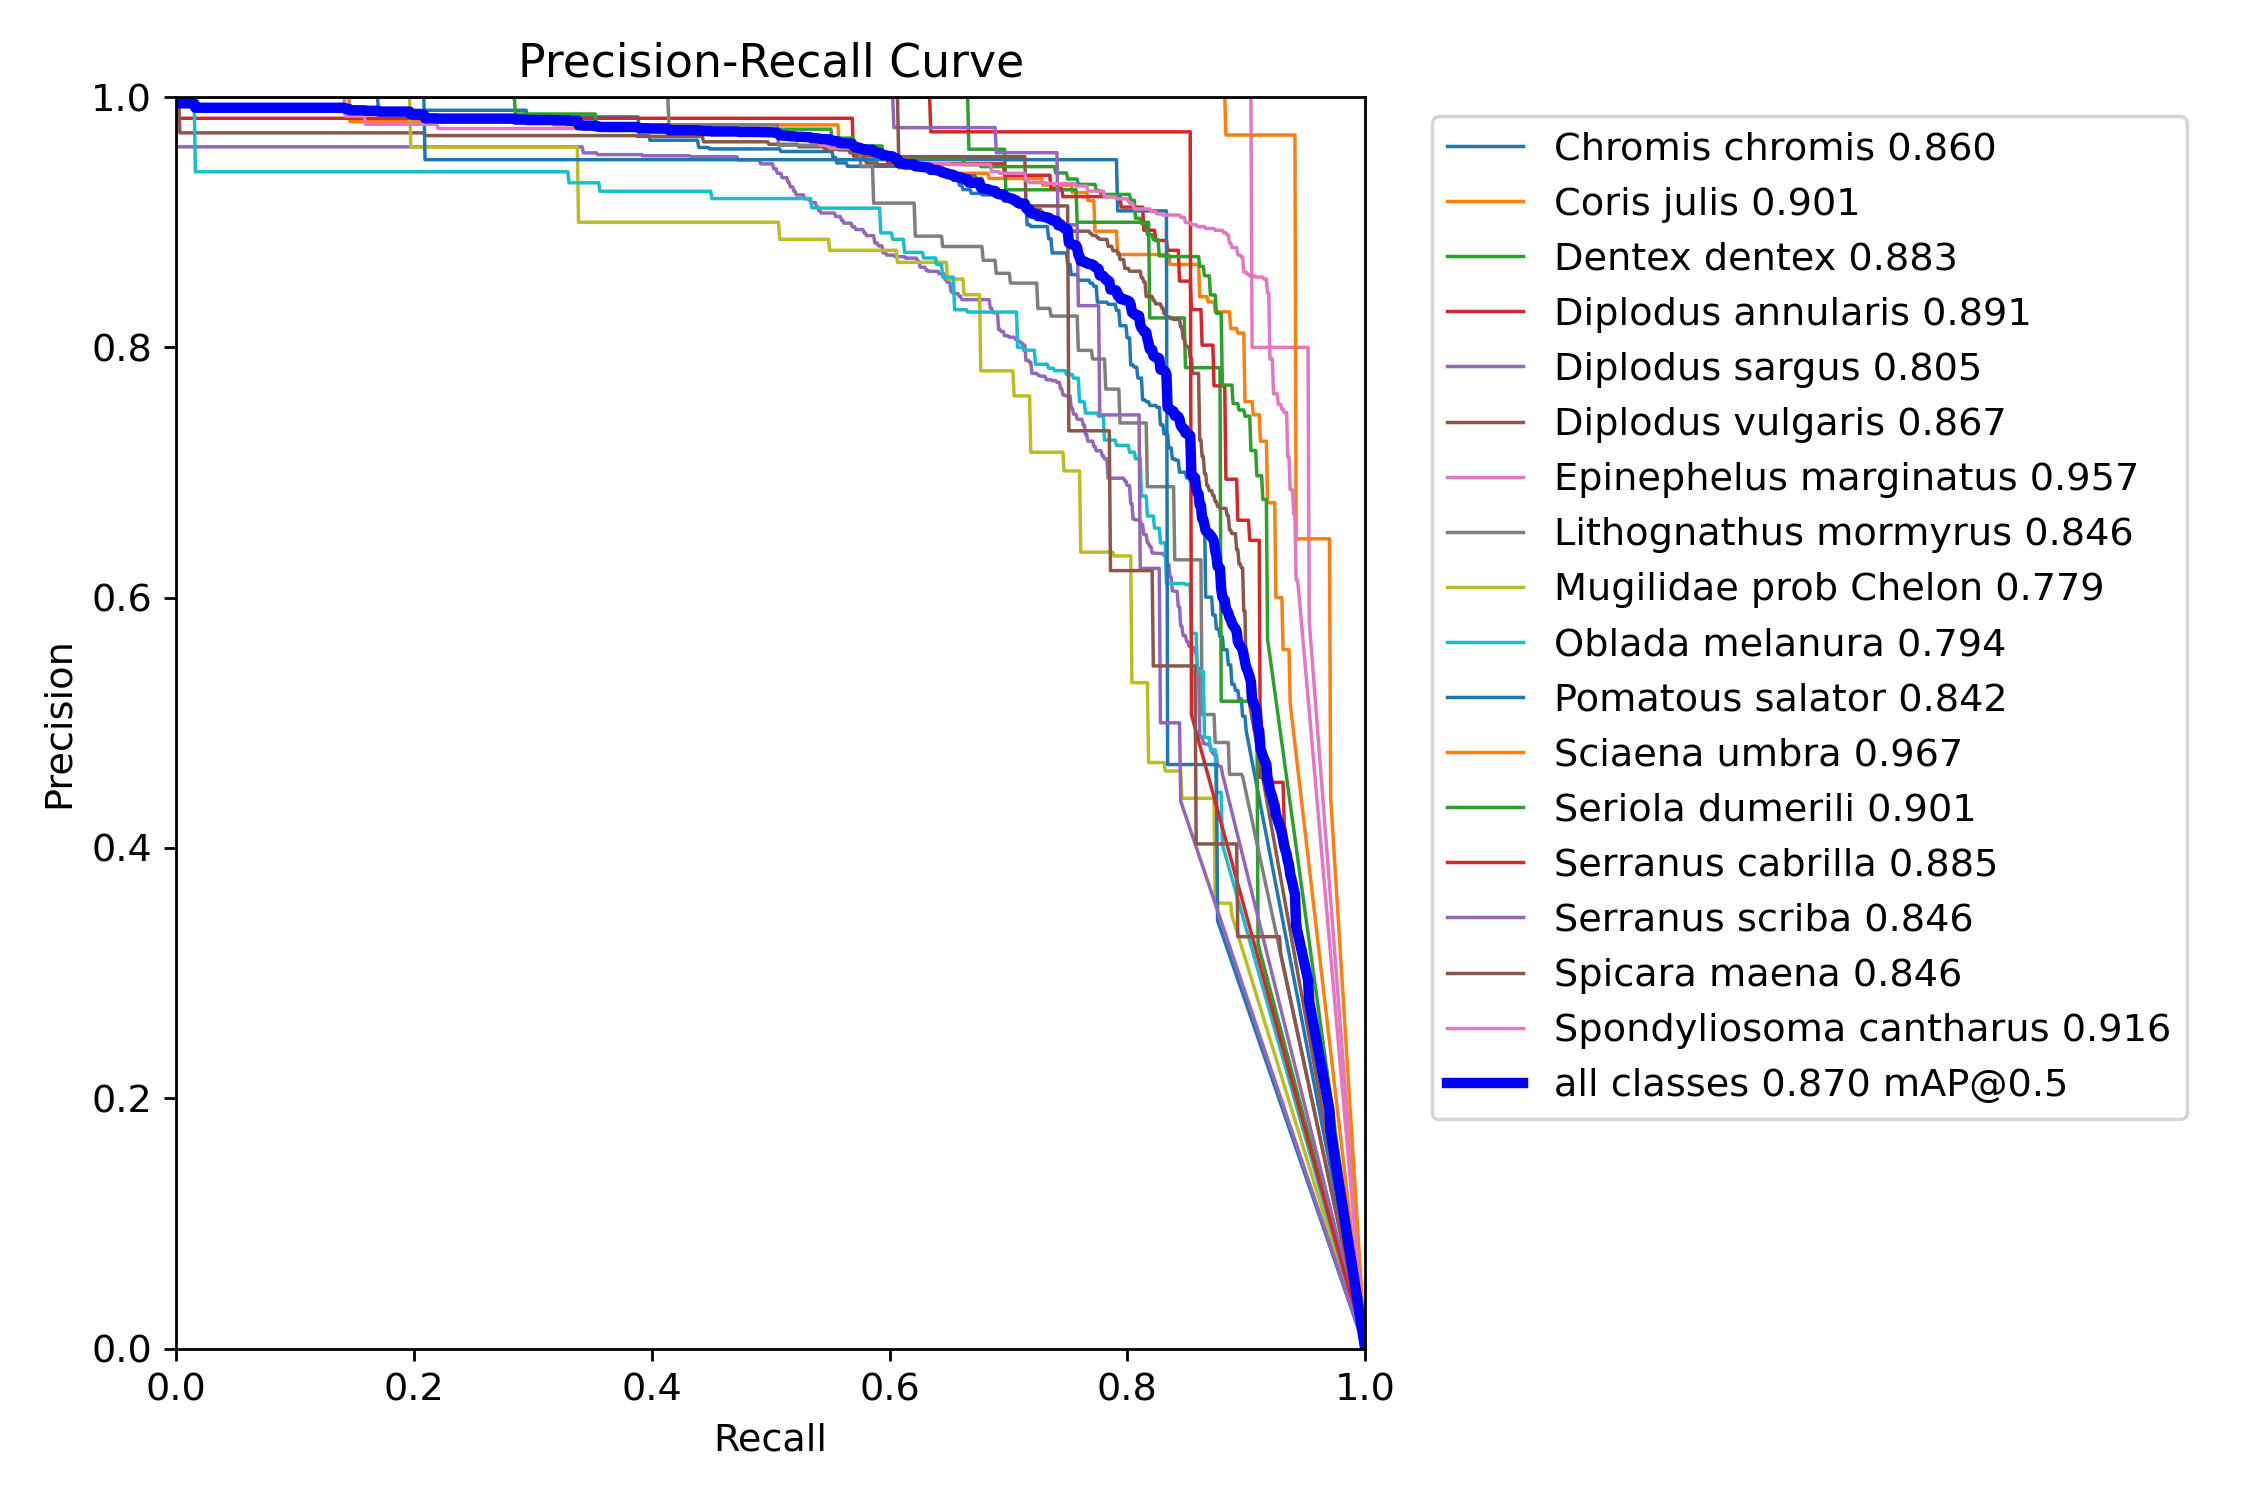 Precision-Recall Curve
1.0
0.8
0.6
0.4
0.2
0.0
Precision
0.0 0.2 0.4 0.6 0.8 1.0
Recall
Chromis chromis 0.860
Coris julis 0.901
Dentex dentex 0.883
Diplodus annularis 0.891
Diplodus sargus 0.805
Diplodus vulgaris 0.867
Epinephelus marginatus 0.957
Lithognathus mormyrus 0.846
Mugilidae prob Chelon 0.779
Oblada melanura 0.794
Pomatous salator 0.842
Sciaena umbra 0.967
Seriola dumerili 0.901
Serranus cabrilla 0.885
Serranus scriba 0.846
Spicara maena 0.846
Spondyliosoma cantharus 0.916
all classes 0.870 mAP@0.5